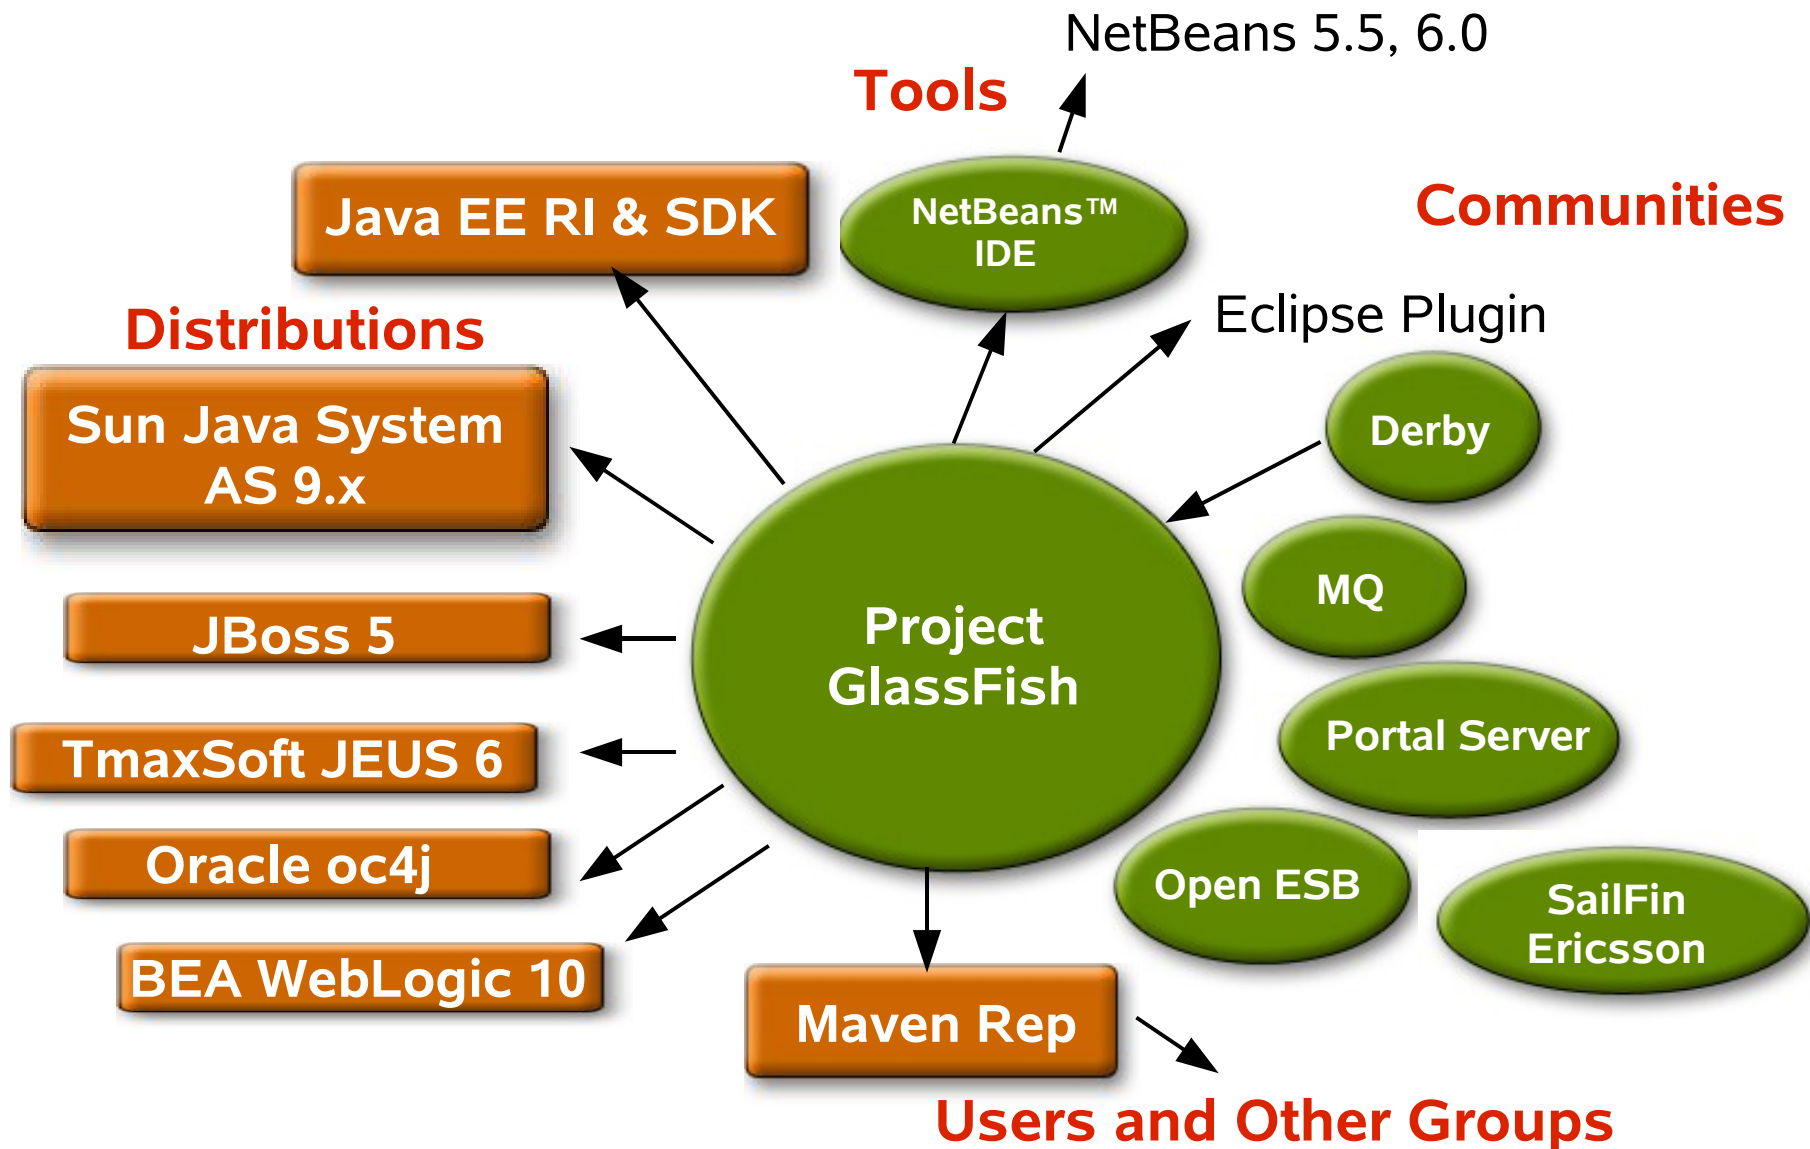 NetBeans 5.5, 6.0
Tools
Java EE RI & SDK
NetBeans™
IDE
Communities
Eclipse Plugin
Distributions
Sun Java System
AS 9.x
Derby
MQ
JBoss 5
Project
GlassFish
Portal Server
TmaxSoft JEUS 6
Oracle oc4j
Open ESB
SailFin
Ericsson
BEA WebLogic 10
Maven Rep
Users and Other Groups